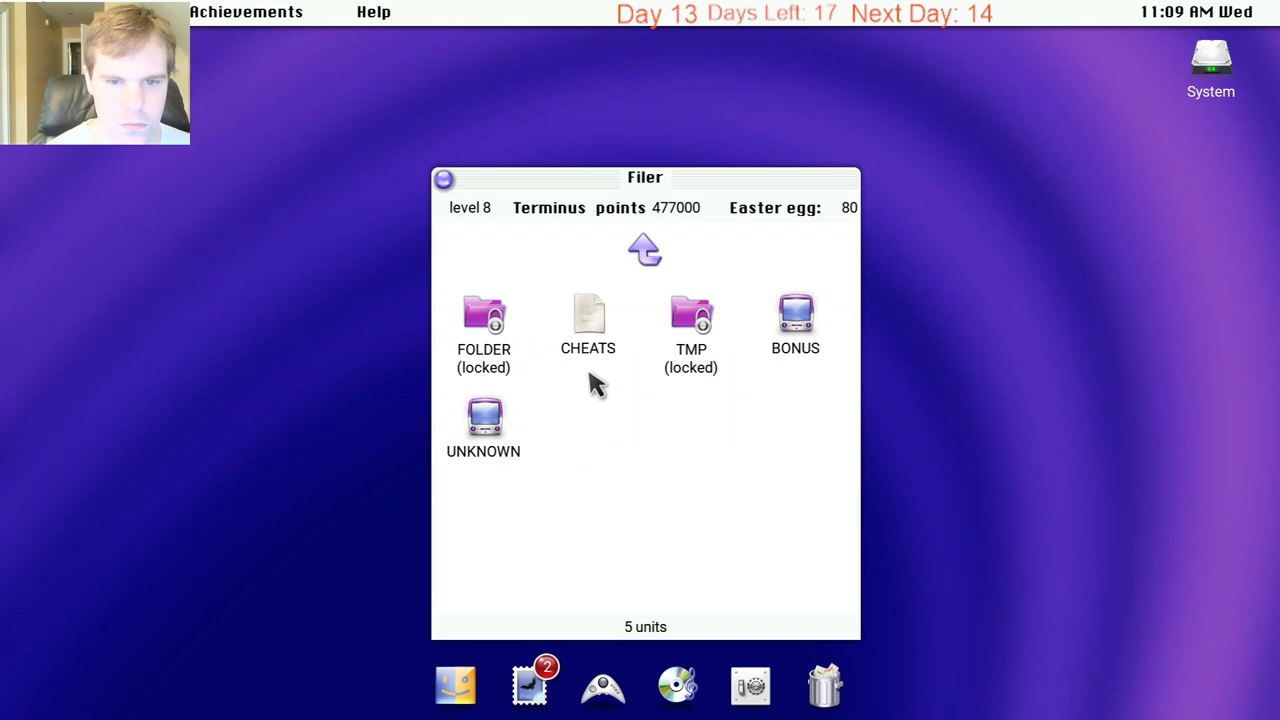 Achievements Help Day 13 Days Left: 17 Next Day: 14 11:09 AM Wed
System
Filer
level 8 Terminus points 477000 Easter egg: 80
FOLDER
(locked)
CHEATS
TMP
(locked)
BONUS
UNKNOWN
5 units
2